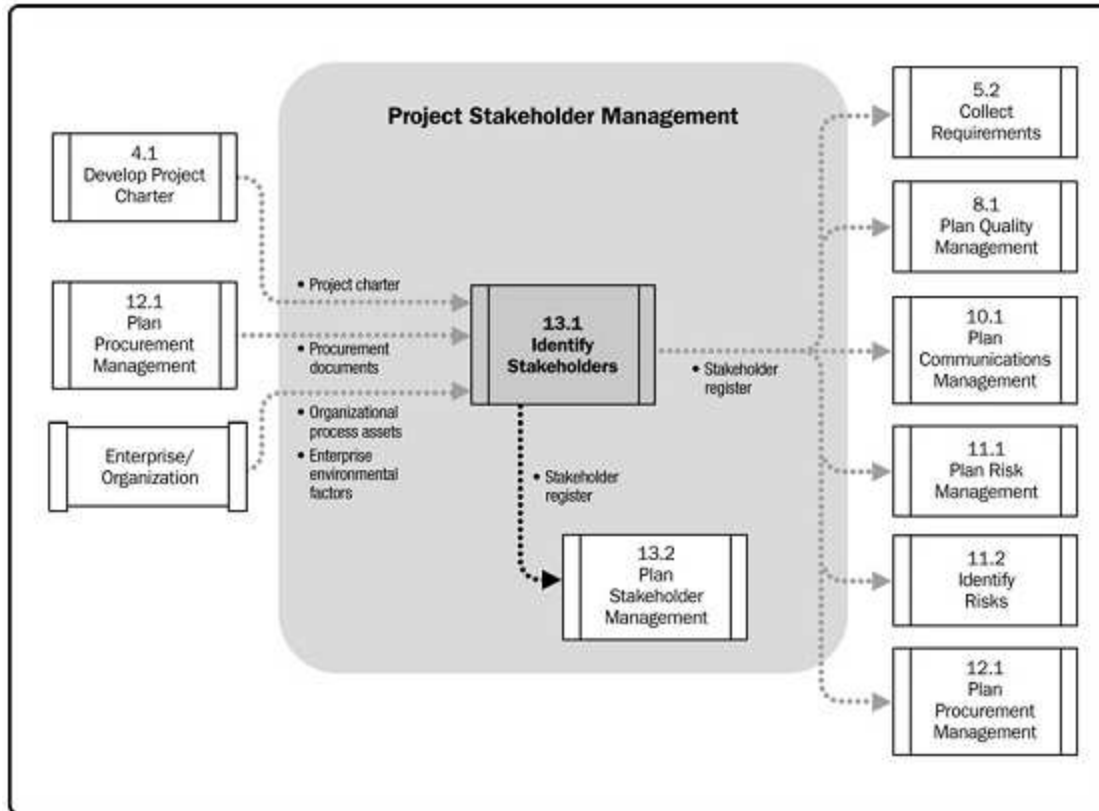 Project Stakeholder Management
4.1
Develop Project
Charter
12.1
Plan
Procurement
Management
Enterprise/
Organization
• Project charter
• Procurement
documents
• Organizational
process assets
• Enterprise
environmental
factors
13.1
Identify
Stakeholders
• Stakeholder
register
• Stakeholder
register
13.2
Plan
Stakeholder
Management
5.2
Collect
Requirements
8.1
Plan Quality
Management
10.1
Plan
Communications
Management
11.1
Plan Risk
Management
11.2
Identify
Risks
12.1
Plan
Procurement
Management